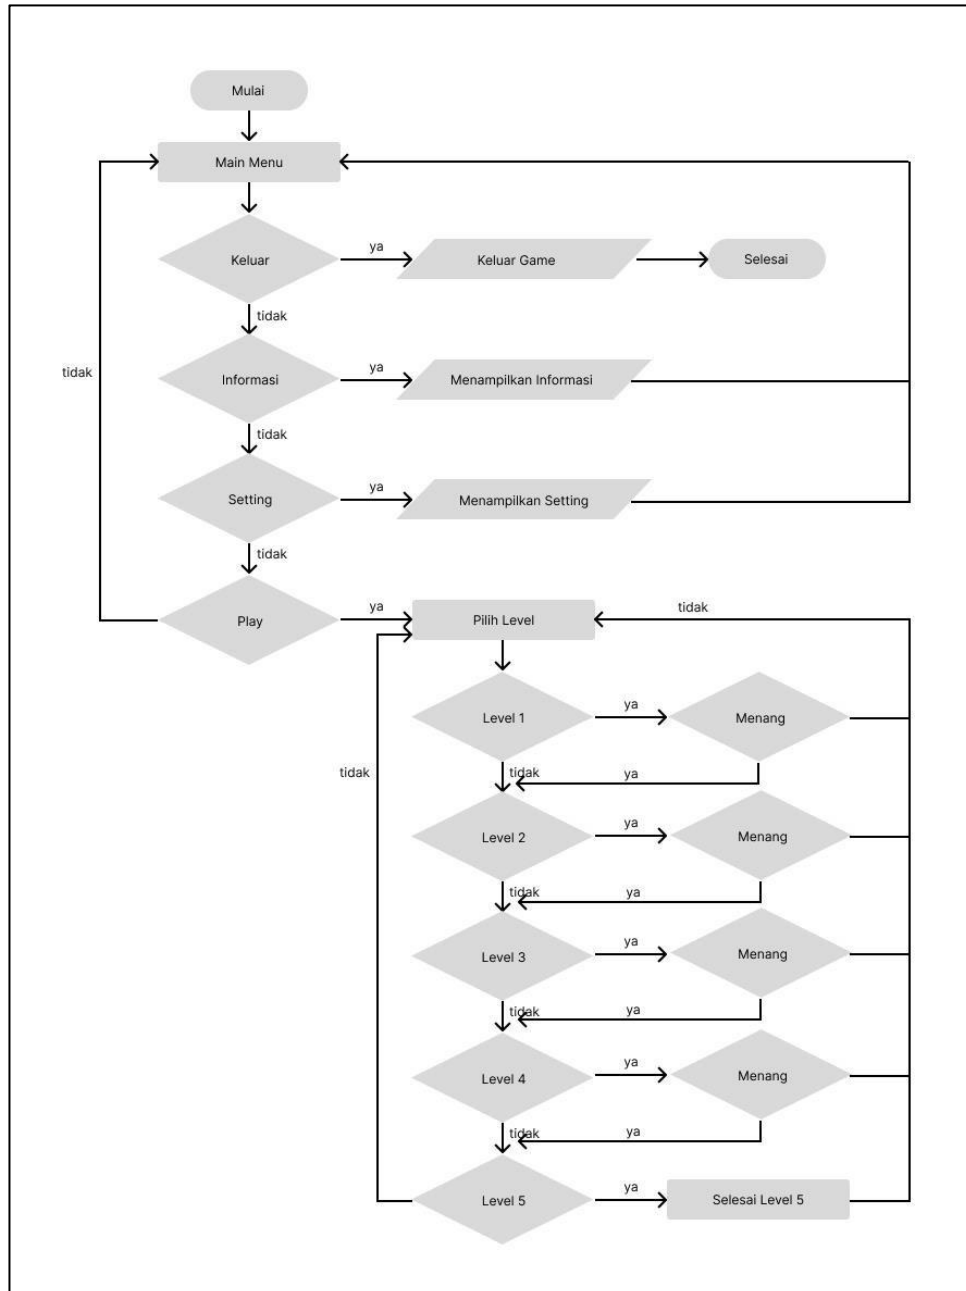 Mulai
Main Menu
Keluar
ya
Keluar Game
Selesai
tidak
tidak
Informasi
ya
Menampilkan Informasi
tidak
Setting
ya
Menampilkan Setting
tidak
Play
ya
Pilih Level
tidak
Level 1
ya
Menang
tidak
tidak
ya
Level 2
ya
Menang
tidak
ya
Level 3
ya
Menang
tidak
ya
Level 4
ya
Menang
tidak
ya
Level 5
ya
Selesai Level 5